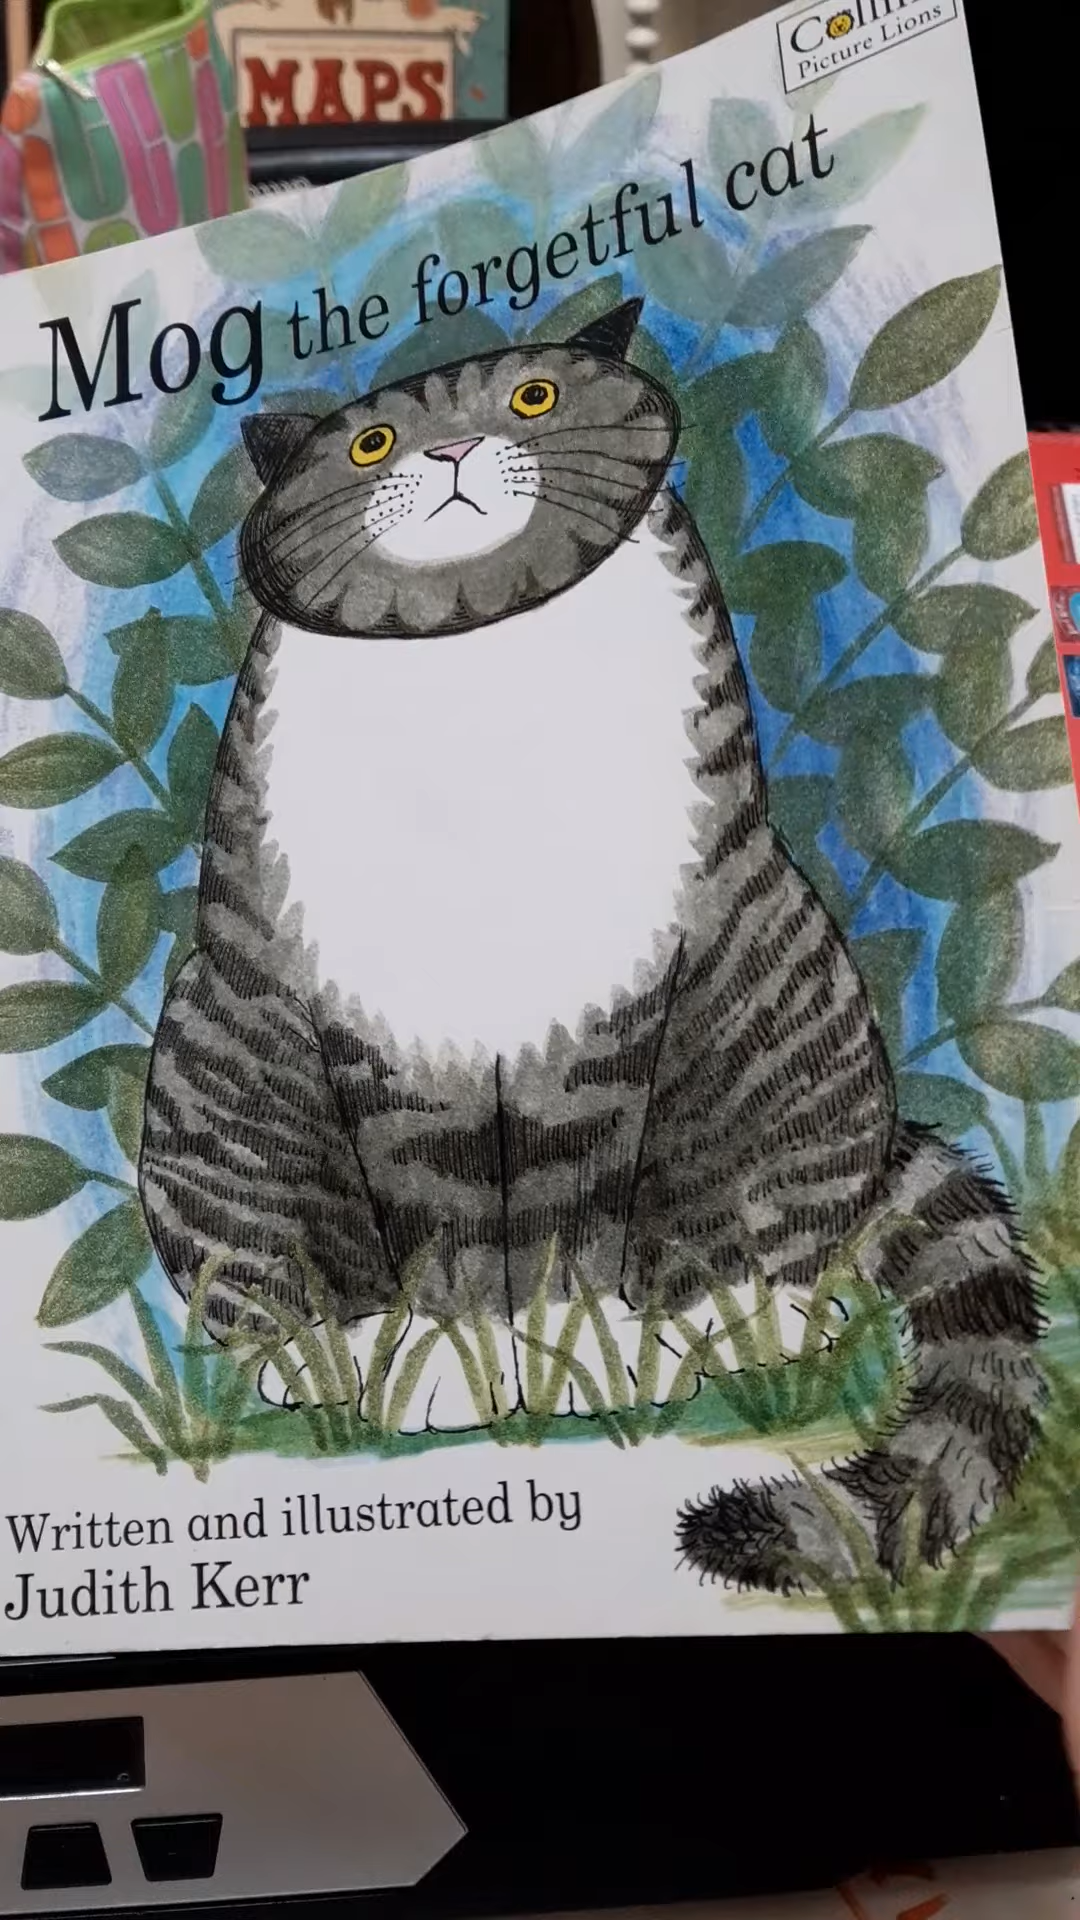 MAPS
Picture Lions
Mog the forgetful cat
Written and illustrated by
Judith Kerr